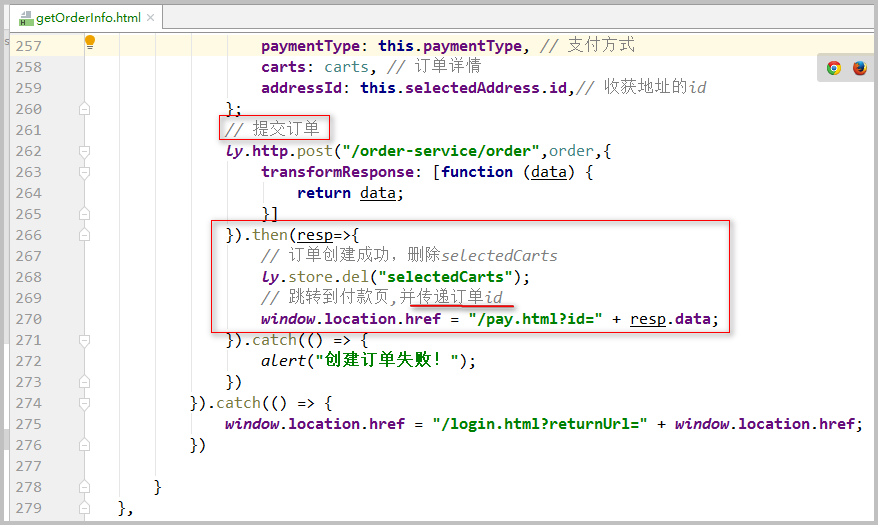 getOrderInfo.html
257 paymentType: this.paymentType, // 支付方式
258 carts: carts, // 订单详情
259 addressId: this.selectedAddress.id,// 收获地址的id
260 };
261 // 提交订单
262 ly.http.post("/order-service/order",order,{
263 transformResponse: [function (data) {
264 return data;
265 }]
266 }).then(resp=>{
267 // 订单创建成功，删除selectedCarts
268 ly.store.del("selectedCarts");
269 // 跳转到付款页,并传递订单id
270 window.location.href = "/pay.html?id=" + resp.data;
271 }).catch(() => {
272 alert("创建订单失败！");
273 })
274 }).catch(() => {
275 window.location.href = "/login.html?returnUrl=" + window.location.href;
276 })
277
278 }
279 },